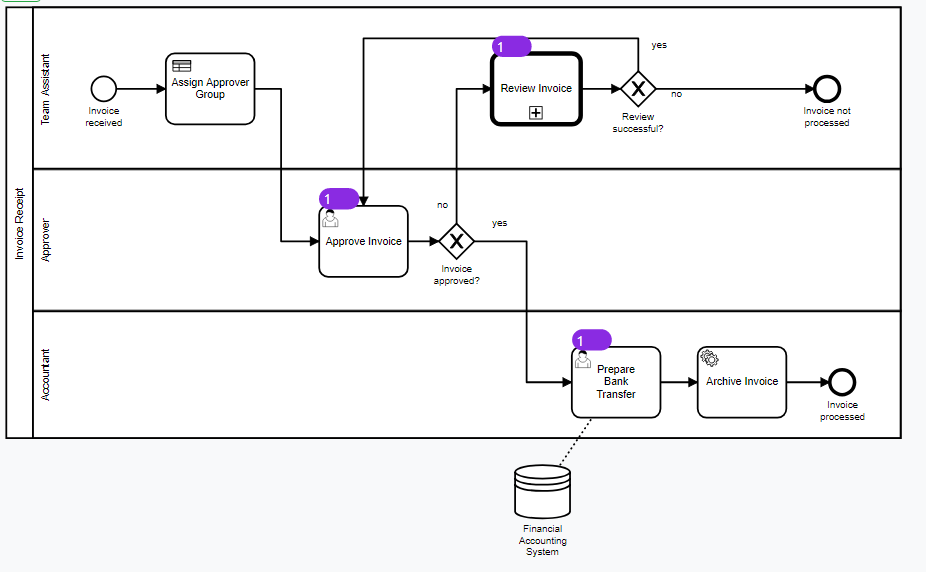 Invoice Receipt
Team Assistant
Invoice
received
Assign Approver
Group
1
Review Invoice
yes
no
Review
successful?
Invoice not
processed
Approver
1
Approve Invoice
no
yes
Invoice
approved?
Accountant
1
Prepare
Bank
Transfer
Archive Invoice
Invoice
processed
Financial
Accounting
System